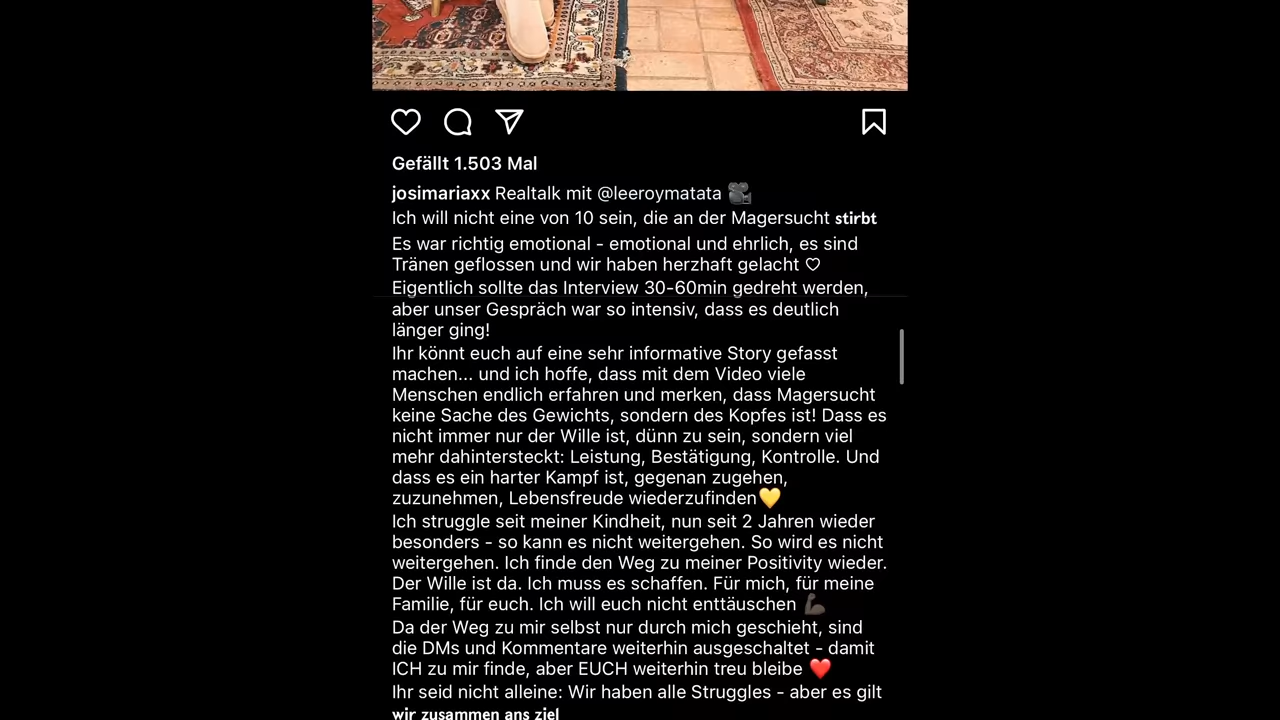 Gefällt 1.503 Mal
josimariaxx Realtalk mit @leeroymatata 🎥
Ich will nicht eine von 10 sein, die an der Magersucht stirbt
Es war richtig emotional - emotional und ehrlich, es sind
Tränen geflossen und wir haben herzhaft gelacht ♡
Eigentlich sollte das Interview 30-60min gedreht werden,
aber unser Gespräch war so intensiv, dass es deutlich
länger ging!
Ihr könnt euch auf eine sehr informative Story gefasst
machen... und ich hoffe, dass mit dem Video viele
Menschen endlich erfahren und merken, dass Magersucht
keine Sache des Gewichts, sondern des Kopfes ist! Dass es
nicht immer nur der Wille ist, dünn zu sein, sondern viel
mehr dahintersteckt: Leistung, Bestätigung, Kontrolle. Und
dass es ein harter Kampf ist, gegenan zugehen,
zuzunehmen, Lebensfreude wiederzufinden💛
Ich struggle seit meiner Kindheit, nun seit 2 Jahren wieder
besonders - so kann es nicht weitergehen. So wird es nicht
weitergehen. Ich finde den Weg zu meiner Positivity wieder.
Der Wille ist da. Ich muss es schaffen. Für mich, für meine
Familie, für euch. Ich will euch nicht enttäuschen 💪🏿
Da der Weg zu mir selbst nur durch mich geschieht, sind
die DMs und Kommentare weiterhin ausgeschaltet - damit
ICH zu mir finde, aber EUCH weiterhin treu bleibe ❤️
Ihr seid nicht alleine: Wir haben alle Struggles - aber es gilt
wir zusammen ans ziel